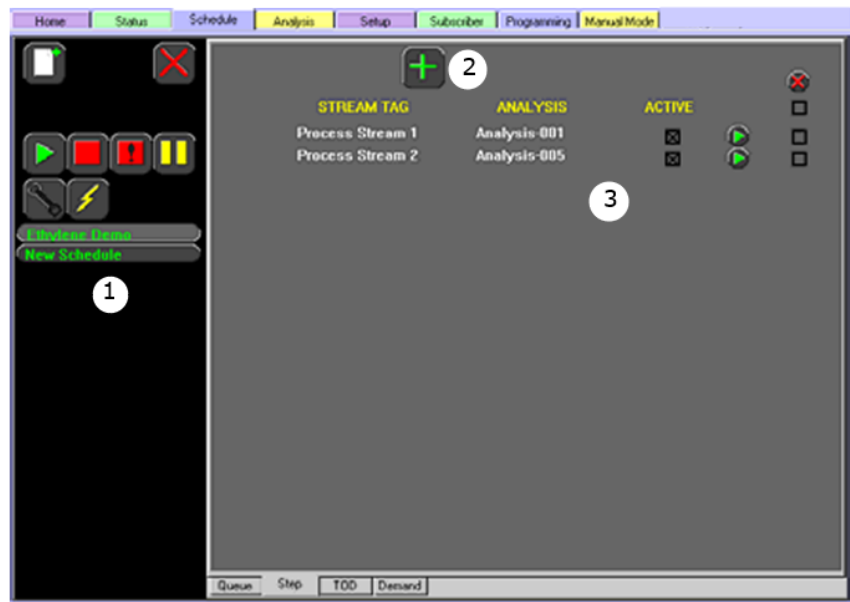 Home Status Schedule Analysis Setup Subscriber Programming Manual Mode
2
STREAM TAG ANALYSIS ACTIVE
Process Stream 1 Analysis-001
Process Stream 2 Analysis-005
3
Ethylene Demo
New Schedule
1
Queue Step TOD Demand